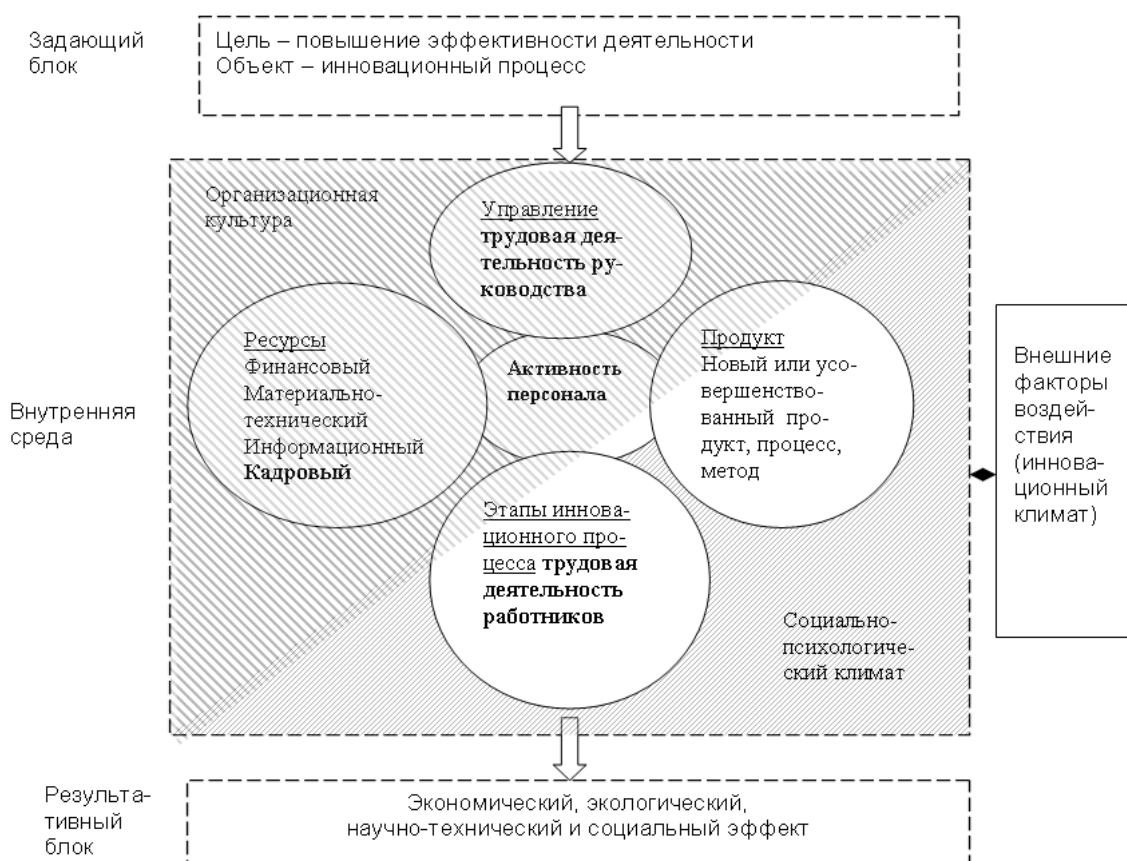 Задающий
блок
Цель – повышение эффективности деятельности
Объект – инновационный процесс
Организационная
культура
Управление
трудовая дея-
тельность ру-
ководства
Ресурсы
Финансовый
Материально-
технический
Информационный
Кадровый
Активность
персонала
Продукт
Новый или усо-
вершенство-
ванный про-
дукт, процесс,
метод
Внутренняя
среда
Внешние
факторы
воздей-
ствия
(иннова-
ционный
климат)
Этапы иннова-
ционного про-
цесса трудовая
деятельность
работников
Социально-
психологиче-
ский климат
Результа-
тивный
блок
Экономический, экологический,
научно-технический и социальный эффект